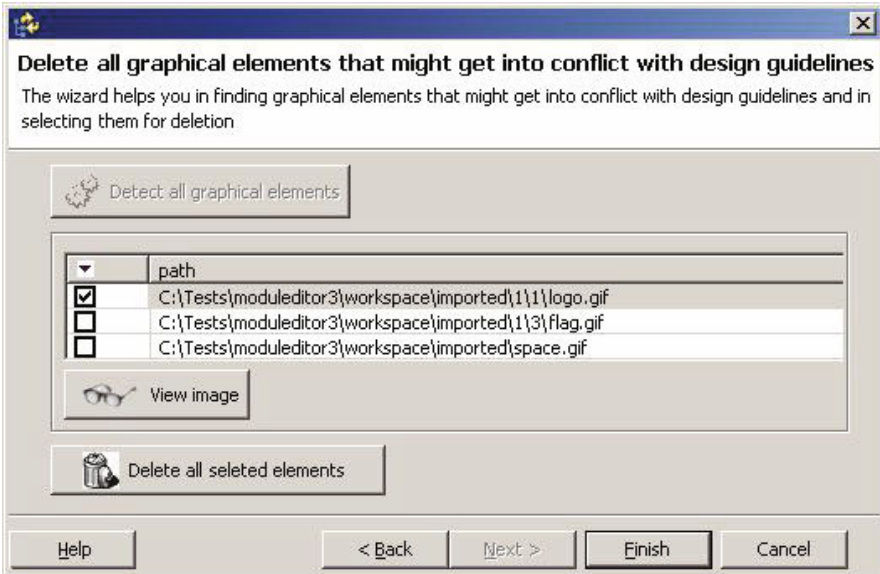 Delete all graphical elements that might get into conflict with design guidelines
The wizard helps you in finding graphical elements that might get into conflict with design guidelines and in
selecting them for deletion
Detect all graphical elements
path
C:\Tests\moduleditor3\workspace\imported\1\1\logo.gif
C:\Tests\moduleditor3\workspace\imported\1\3\flag.gif
C:\Tests\moduleditor3\workspace\imported\space.gif
View image
Delete all seleted elements
Help < Back Next > Finish Cancel